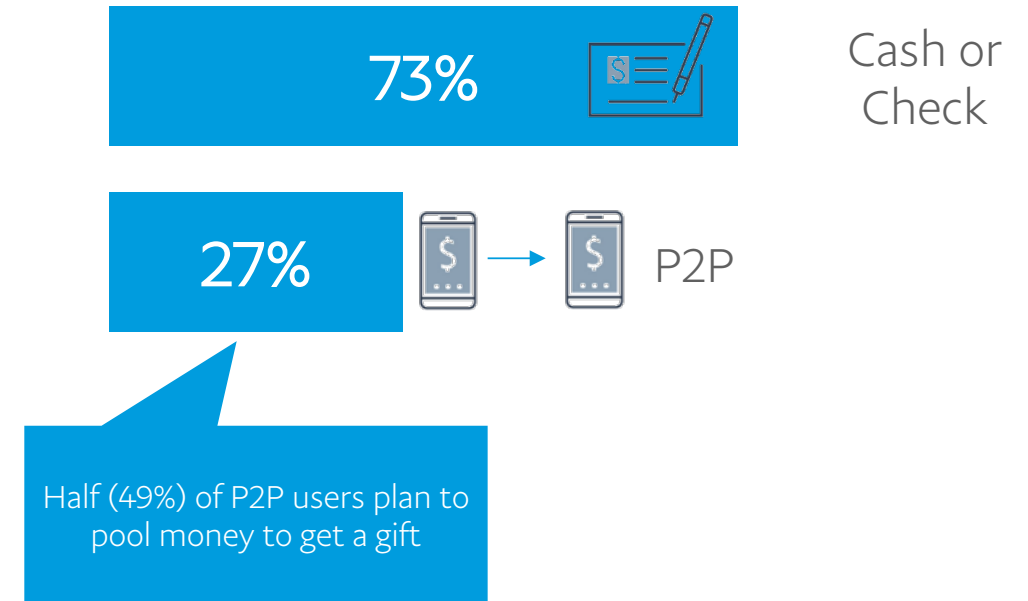 73%
$
Cash or
Check
27%
$
$
P2P
Half (49%) of P2P users plan to
pool money to get a gift